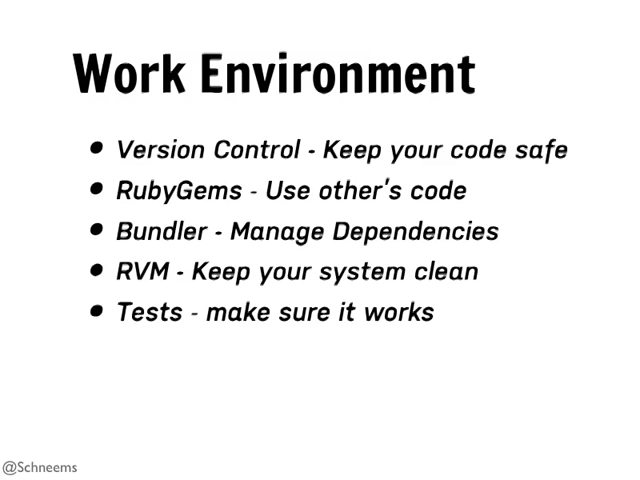 Work Environment
• Version Control - Keep your code safe
• RubyGems - Use other's code
• Bundler - Manage Dependencies
• RVM - Keep your system clean
• Tests - make sure it works
@Schneems